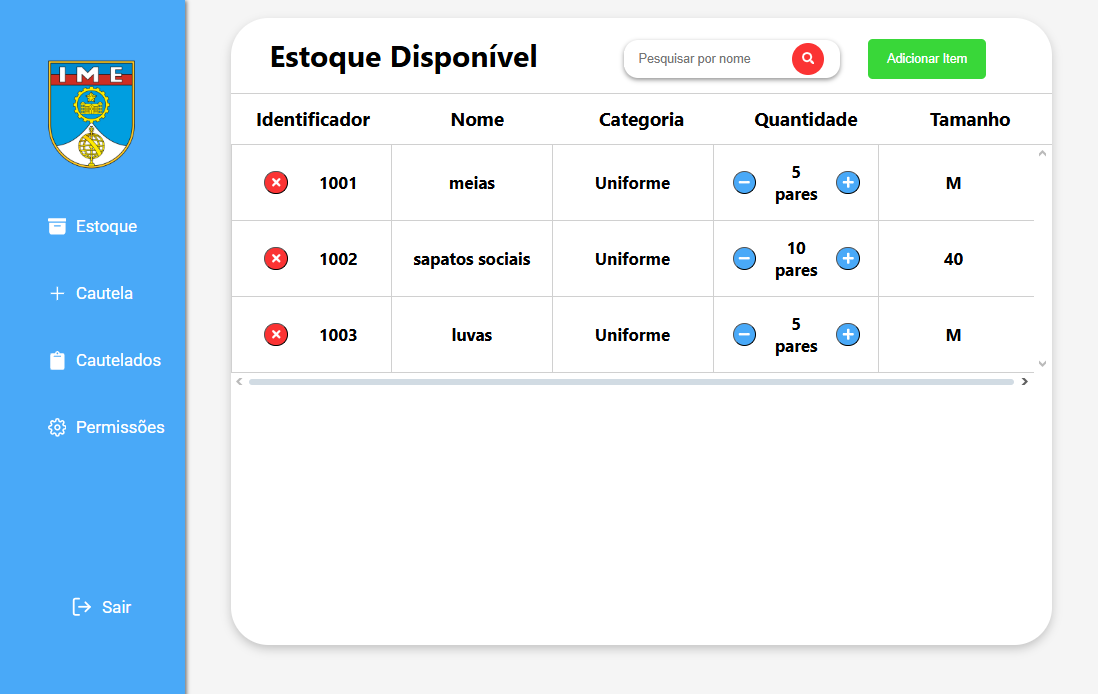 IME
Estoque
Cautela
Cautelados
Permissões
Sair
Estoque Disponível
Pesquisar por nome
Adicionar Item
Identificador Nome Categoria Quantidade Tamanho
1001 meias Uniforme 5 pares M
1002 sapatos sociais Uniforme 10 pares 40
1003 luvas Uniforme 5 pares M